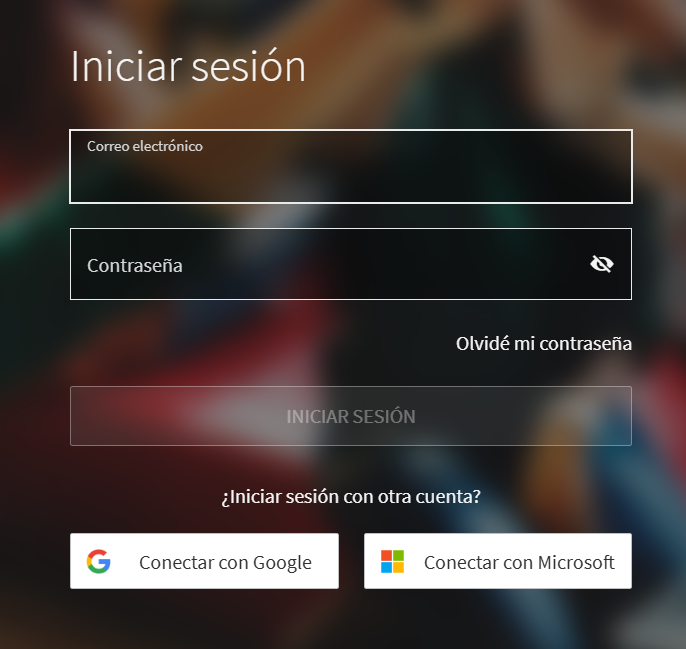 Iniciar sesión
Correo electrónico
Contraseña
Olvidé mi contraseña
INICIAR SESIÓN
¿Iniciar sesión con otra cuenta?
Conectar con Google
Conectar con Microsoft